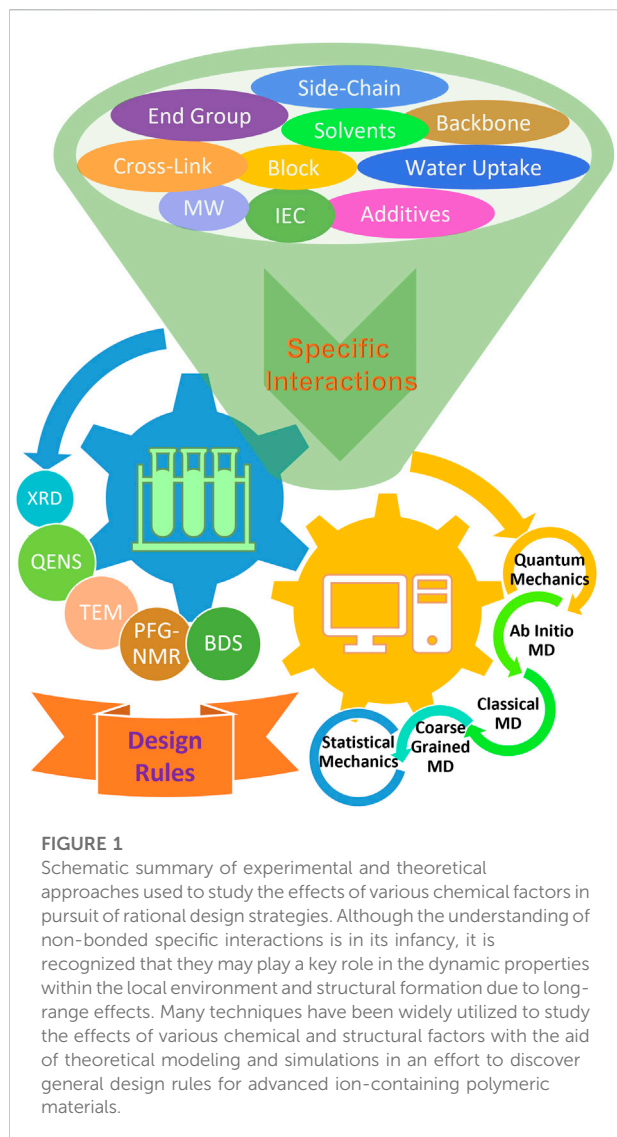 Side-Chain
End Group
Solvents
Backbone
Cross-Link
Block
Water Uptake
MW
IEC
Additives
Specific
Interactions
XRD
QENS
TEM
PFG-
NMR
BDS
Quantum
Mechanics
Ab Initio
MD
Classical
MD
Coarse
Grained
MD
Statistical
Mechanics
Design
Rules
FIGURE 1
Schematic summary of experimental and theoretical
approaches used to study the effects of various chemical factors in
pursuit of rational design strategies. Although the understanding of
non-bonded specific interactions is in its infancy, it is
recognized that they may play a key role in the dynamic properties
within the local environment and structural formation due to long-
range effects. Many techniques have been widely utilized to study
the effects of various chemical and structural factors with the aid
of theoretical modeling and simulations in an effort to discover
general design rules for advanced ion-containing polymeric
materials.